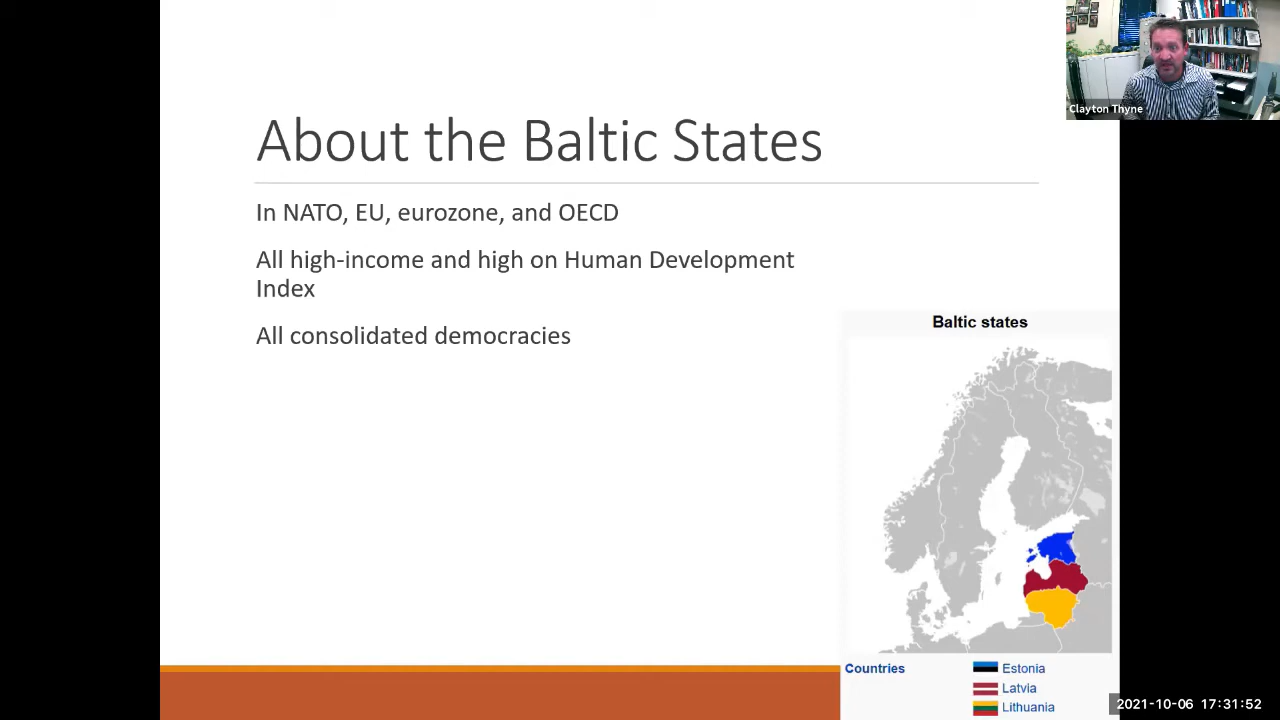 Clayton Thyne
About the Baltic States
In NATO, EU, eurozone, and OECD
All high-income and high on Human Development
Index
All consolidated democracies
Baltic states
Countries
Estonia
Latvia
Lithuania
2021-10-06 17:31:52